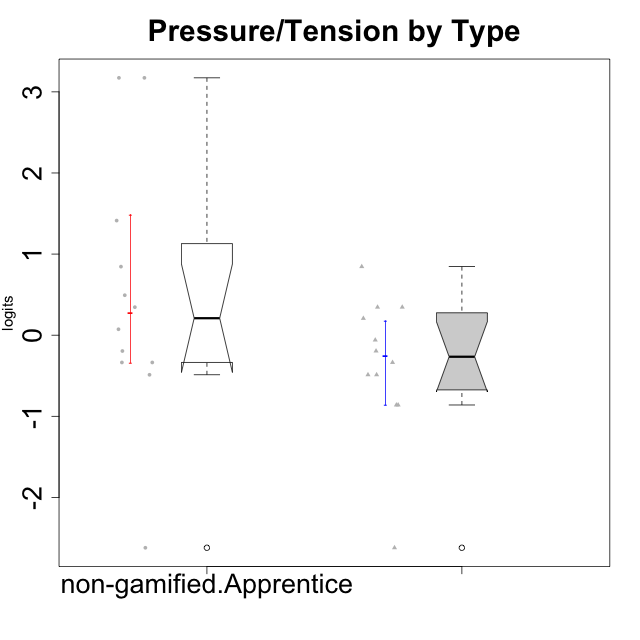 Pressure/Tension by Type
logits
3
2
1
0
-1
-2
non-gamified.Apprentice